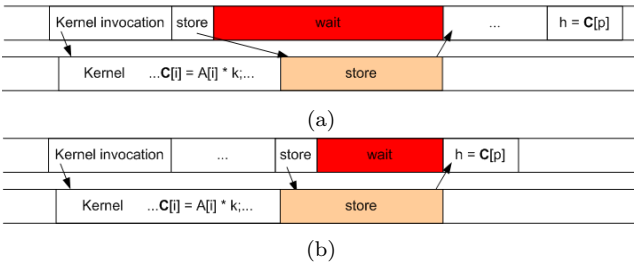 Kernel invocation store wait ... h = C[p]
Kernel ...C[i] = A[i] * k;... store
(a)
Kernel invocation ... store wait h = C[p]
Kernel ...C[i] = A[i] * k;... store
(b)